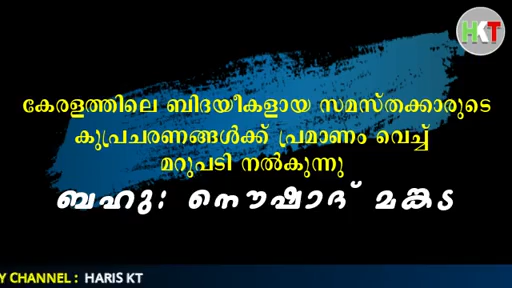 HKT
കേരളത്തിലെ ബിദയീകളായ സമസ്തക്കാരുടെ
കുപ്രചരണങ്ങൾക്ക് പ്രമാണം വെച്ച്
മറുപടി നൽകുന്നു
ബഹു: നൌഷാദ് മങ്കട
Y CHANNEL : HARIS KT